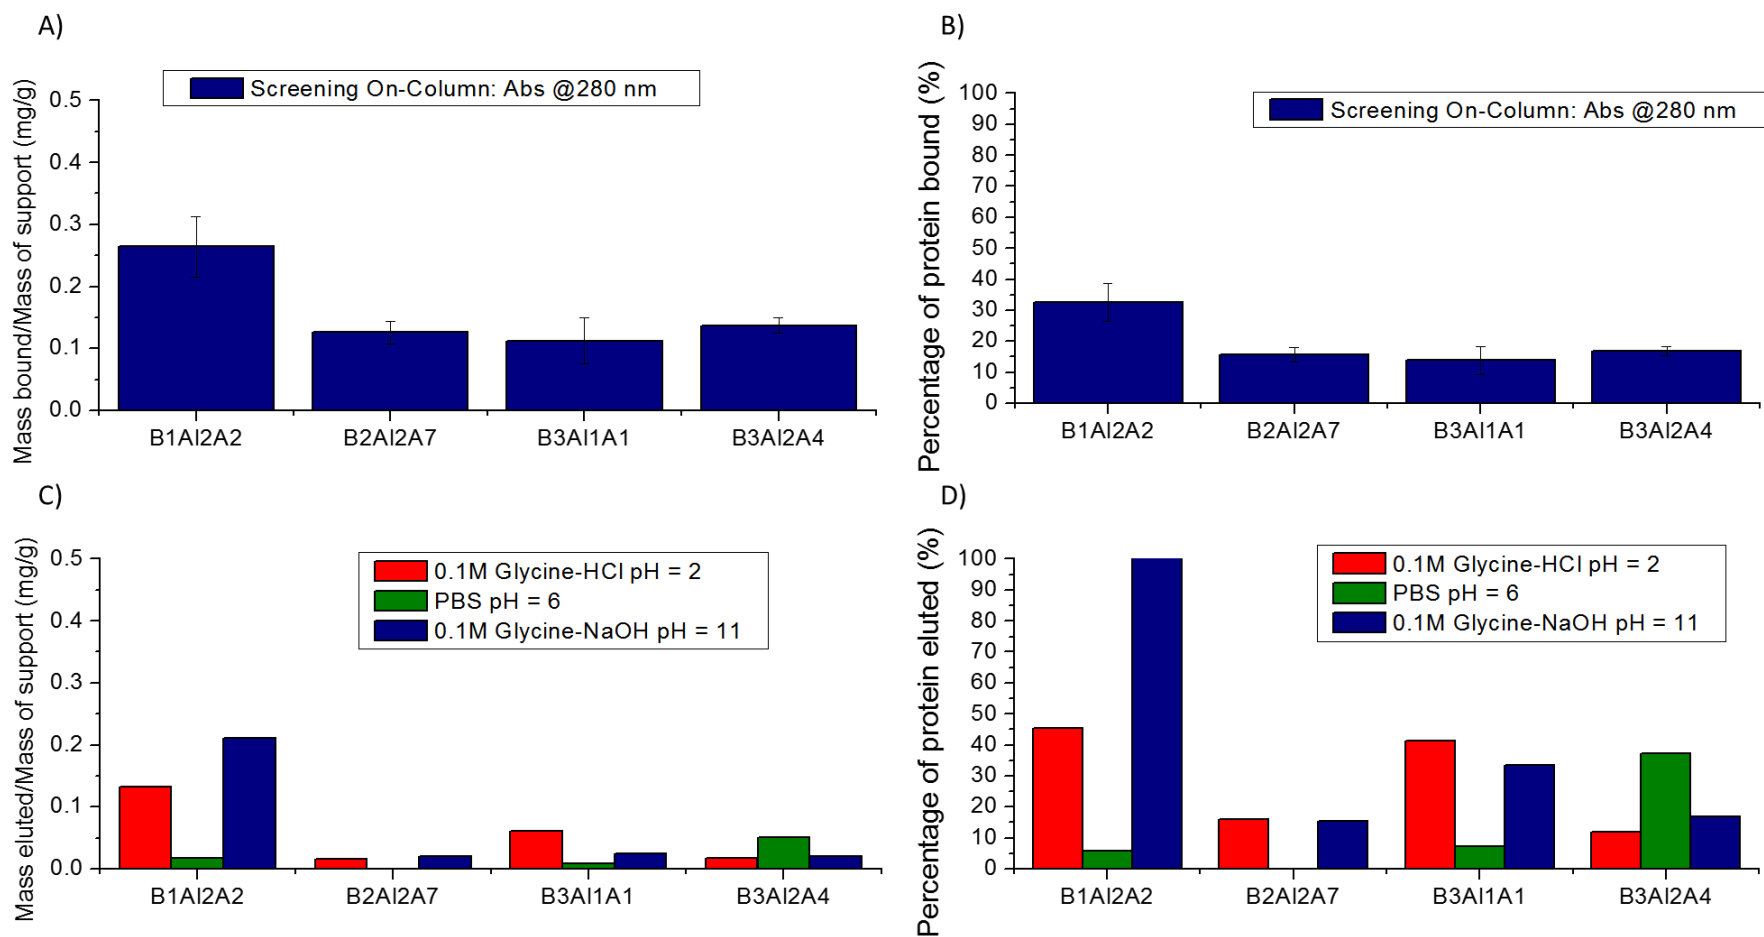 A)
Screening On-Column: Abs @280 nm
Mass bound/Mass of support (mg/g)
0.5
0.4
0.3
0.2
0.1
0.0
B1AI2A2 B2AI2A7 B3AI1A1 B3AI2A4
B)
Screening On-Column: Abs @280 nm
Percentage of protein bound (%)
100
90
80
70
60
50
40
30
20
10
0
B1AI2A2 B2AI2A7 B3AI1A1 B3AI2A4
C)
0.1M Glycine-HCl pH = 2
PBS pH = 6
0.1M Glycine-NaOH pH = 11
Mass eluted/Mass of support (mg/g)
0.5
0.4
0.3
0.2
0.1
0.0
B1AI2A2 B2AI2A7 B3AI1A1 B3AI2A4
D)
0.1M Glycine-HCl pH = 2
PBS pH = 6
0.1M Glycine-NaOH pH = 11
Percentage of protein eluted (%)
100
90
80
70
60
50
40
30
20
10
0
B1AI2A2 B2AI2A7 B3AI1A1 B3AI2A4